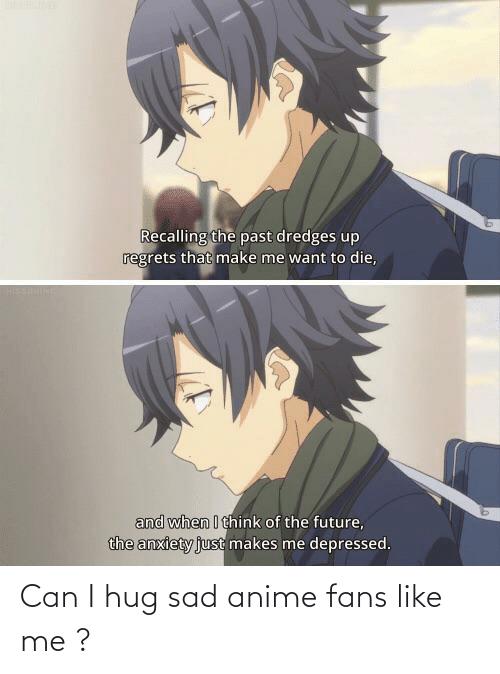 Recalling the past dredges up
regrets that make me want to die,
and when I think of the future,
the anxiety just makes me depressed.
Can I hug sad anime fans like
me ?